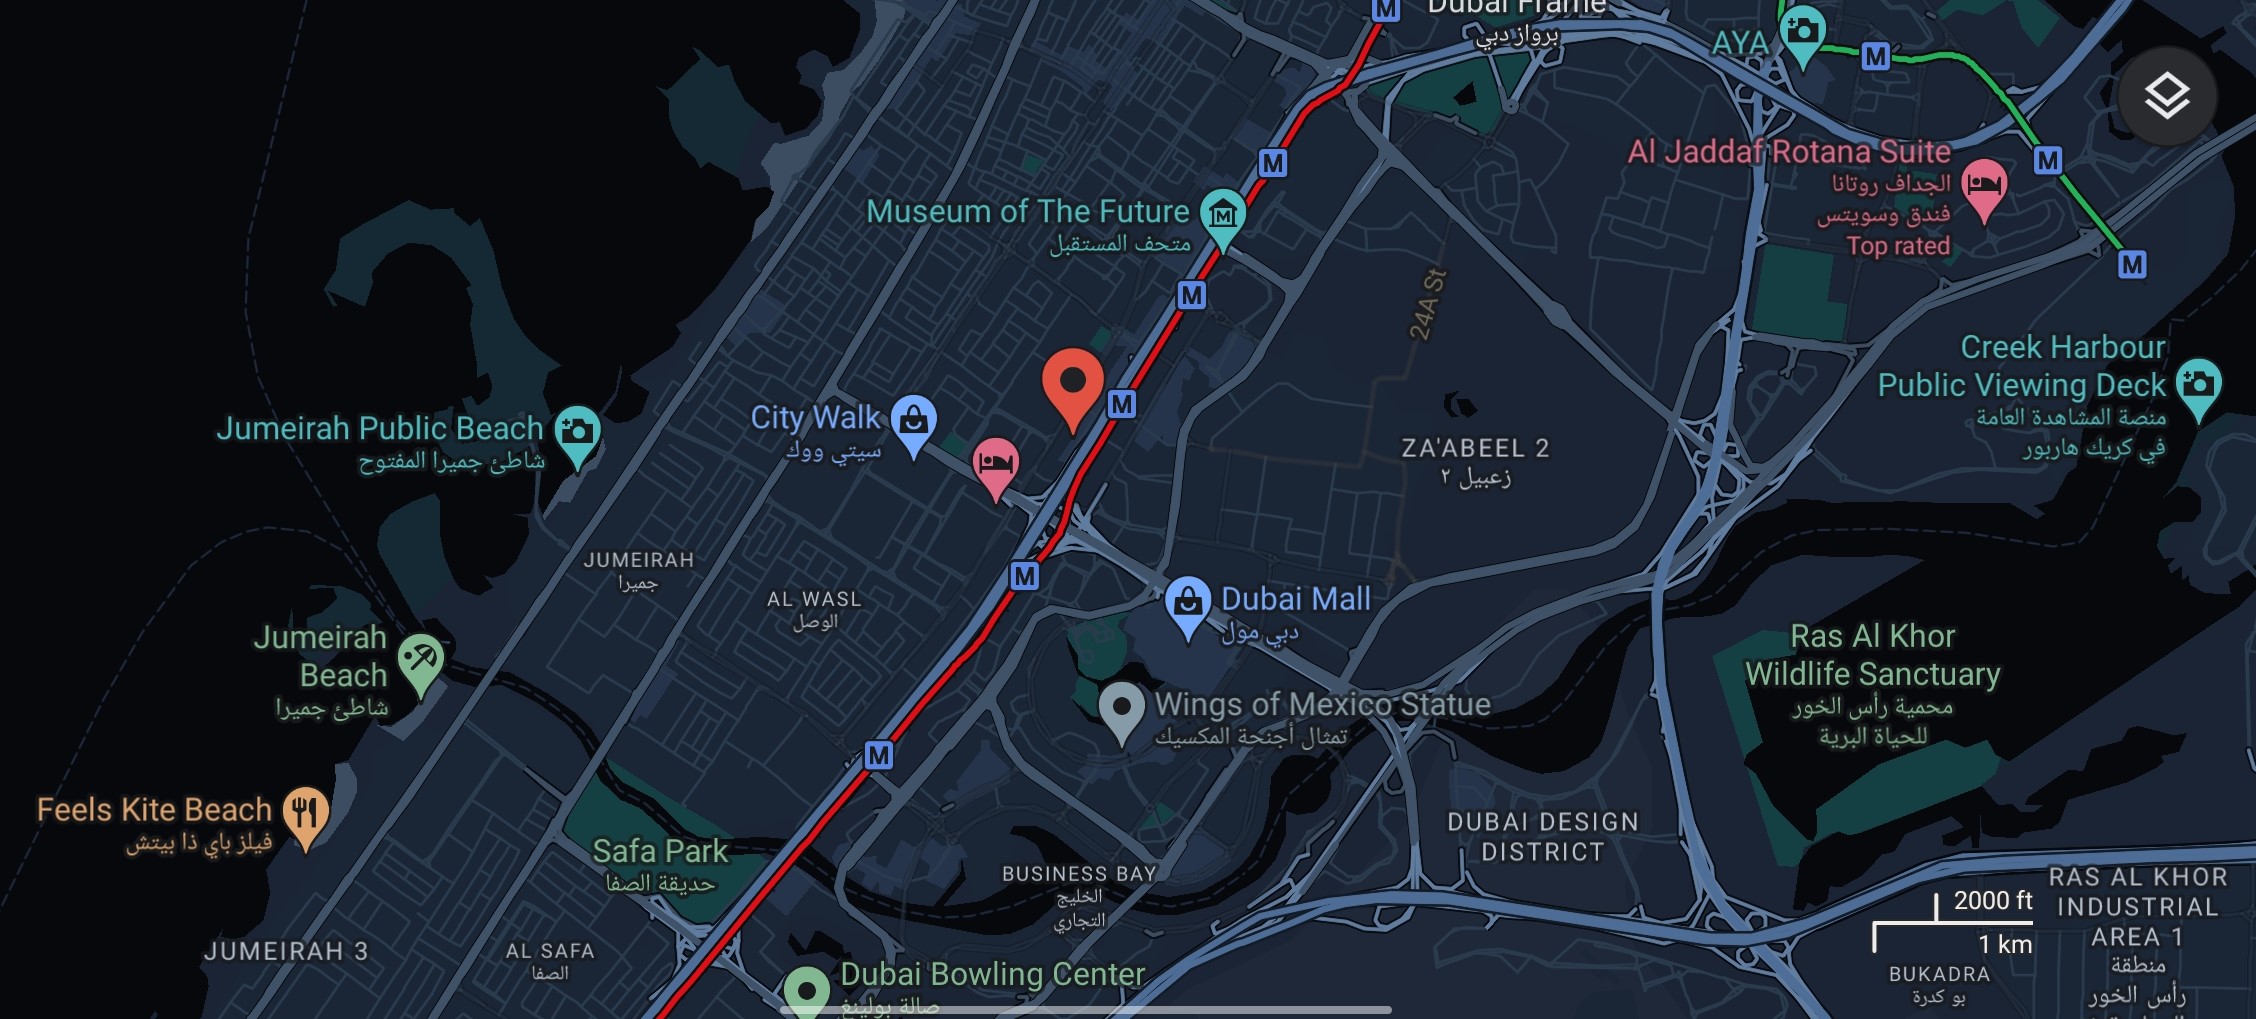 Dubai Frame
برواز دبي
M
AYA
M
Al Jaddaf Rotana Suite
الجداف روتانا
فندق وسويتس
Top rated
M
M
M
Museum of The Future
متحف المستقبل
M
24A St
M
Creek Harbour
Public Viewing Deck
منصة المشاهدة العامة
في كريك هاربور
City Walk
سيتي ووك
M
Jumeirah Public Beach
شاطئ جميرا المفتوح
ZA'ABEEL 2
زعبيل ٢
JUMEIRAH
جميرا
AL WASL
الوصل
M
Dubai Mall
دبي مول
Jumeirah
Beach
شاطئ جميرا
Ras Al Khor
Wildlife Sanctuary
محمية رأس الخور
للحياة البرية
Wings of Mexico Statue
تمثال أجنحة المكسيك
M
Feels Kite Beach
فيلز باي ذا بيتش
Safa Park
حديقة الصفا
DUBAI DESIGN
DISTRICT
BUSINESS BAY
الخليج
التجاري
2000 ft
1 km
RAS AL KHOR
INDUSTRIAL
AREA 1
منطقة
رأس الخور
JUMEIRAH 3
AL SAFA
الصفا
BUKADRA
بو كدرة
Dubai Bowling Center
صالة بولينغ